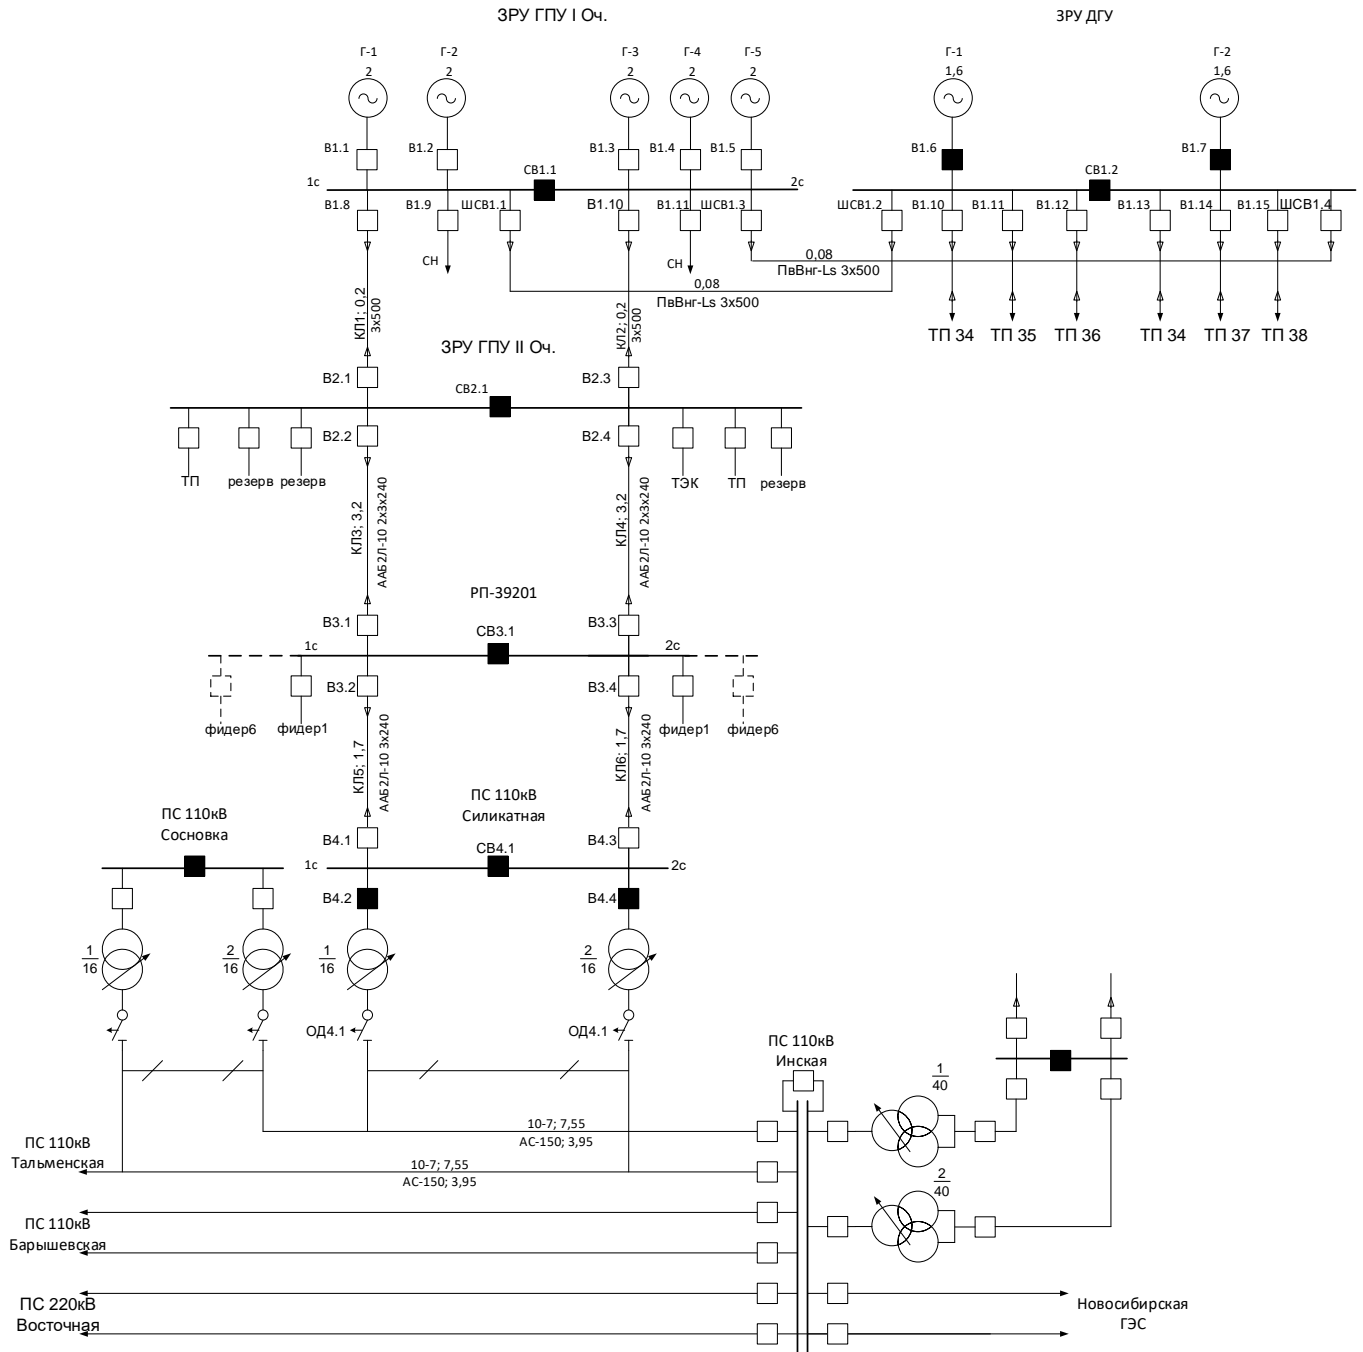 ЗРУ ГПУ I Оч.
ЗРУ ДГУ
Г-1
Г-2
Г-3
Г-4
Г-5
Г-1
Г-2
2
2
2
2
2
1,6
1,6
В1.1
В1.2
В1.3
В1.4
В1.5
В1.6
В1.7
СВ1.1
СВ1.2
1с
2с
В1.8
В1.9
ШСВ1.1
В1.10
В1.11
ШСВ1.3
ШСВ1.2
В1.10
В1.11
В1.12
В1.13
В1.14
В1.15
ШСВ1.4
СН
СН
0,08
ПвВнг-Ls 3х500
0,08
ПвВнг-Ls 3х500
КЛ1; 0,2
3х500
КЛ2; 0,2
3х500
ТП 34
ТП 35
ТП 36
ТП 34
ТП 37
ТП 38
ЗРУ ГПУ II Оч.
В2.1
В2.3
СВ2.1
В2.2
В2.4
ТП
резерв
резерв
ТЭК
ТП
резерв
КЛ3; 3,2
ААБ2Л-10 2х3х240
КЛ4; 3,2
ААБ2Л-10 2х3х240
РП-39201
В3.1
В3.3
СВ3.1
1с
2с
В3.2
В3.4
фидер6
фидер1
фидер1
фидер6
КЛ5; 1,7
ААБ2Л-10 3х240
КЛ6; 1,7
ААБ2Л-10 3х240
ПС 110кВ
Сосновка
ПС 110кВ
Силикатная
В4.1
В4.3
СВ4.1
1с
2с
В4.2
В4.4
1
16
2
16
1
16
2
16
ОД4.1
ОД4.1
ПС 110кВ
Инская
1
40
10-7; 7,55
АС-150; 3,95
ПС 110кВ
Тальменская
10-7; 7,55
АС-150; 3,95
2
40
ПС 110кВ
Барышевская
ПС 220кВ
Восточная
Новосибирская
ГЭС